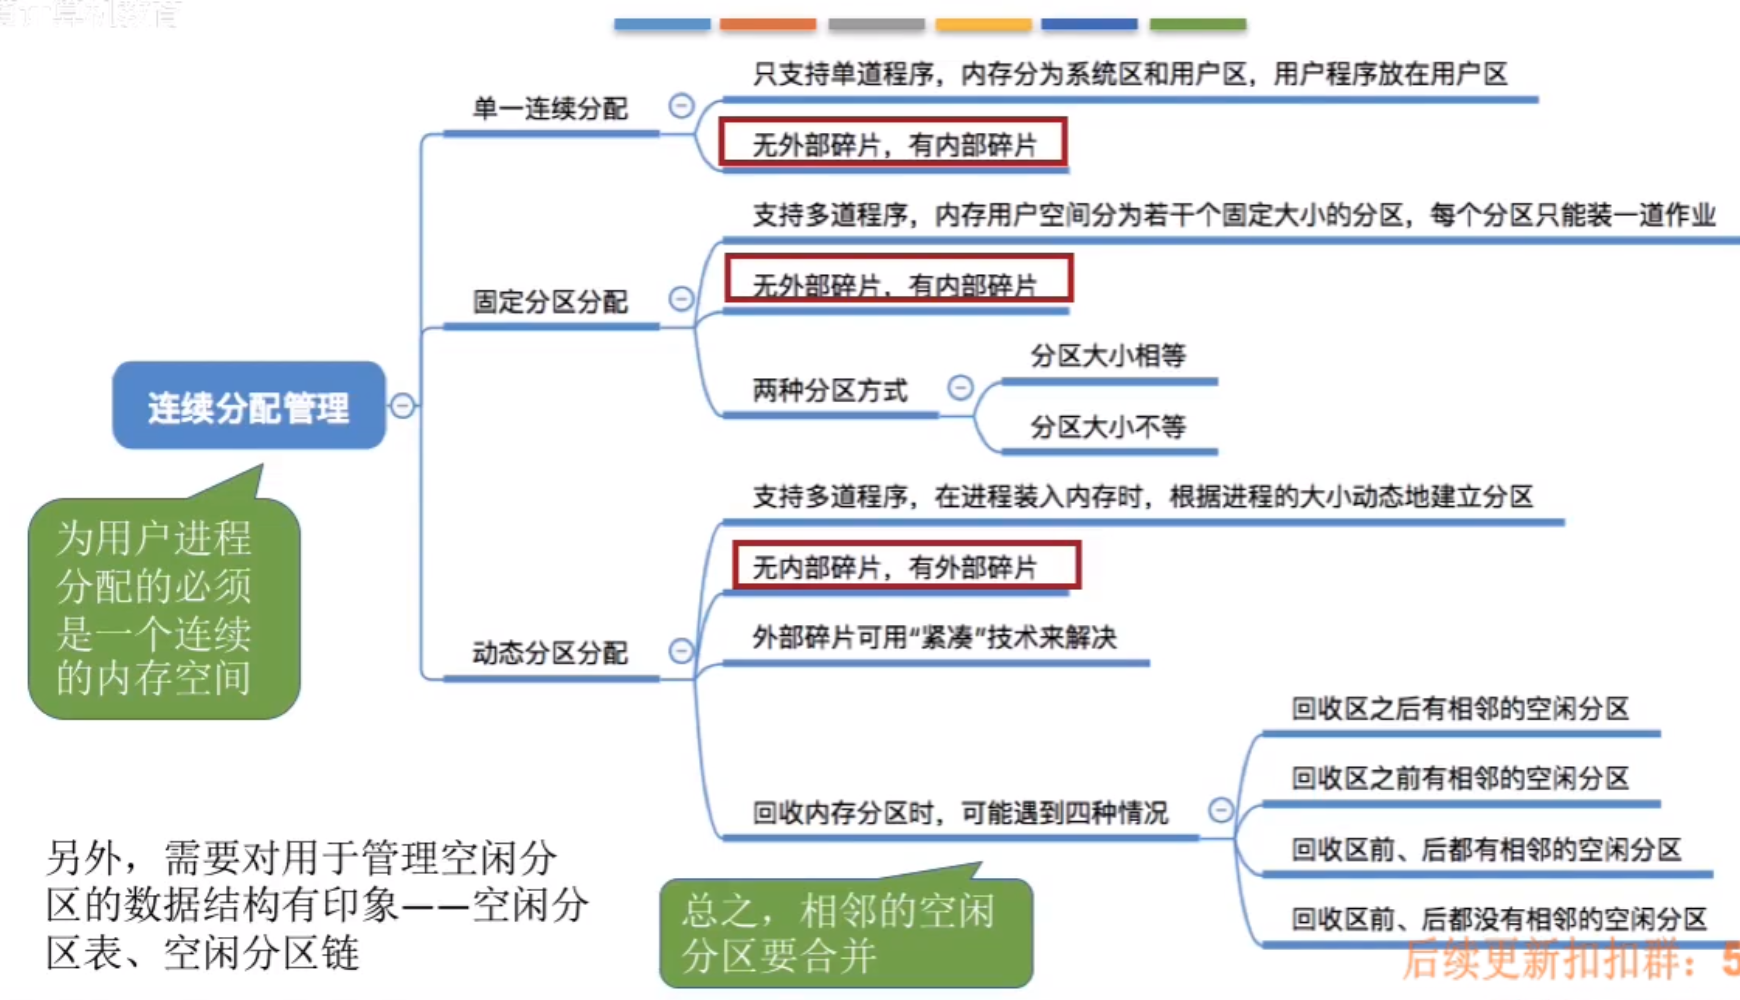 只支持单道程序，内存分为系统区和用户区，用户程序放在用户区
单一连续分配
无外部碎片，有内部碎片
支持多道程序，内存用户空间分为若干个固定大小的分区，每个分区只能装一道作业
无外部碎片，有内部碎片
固定分区分配
分区大小相等
两种分区方式
分区大小不等
连续分配管理
为用户进程
分配的必须
是一个连续
的内存空间
支持多道程序，在进程装入内存时，根据进程的大小动态地建立分区
无内部碎片，有外部碎片
外部碎片可用“紧凑”技术来解决
动态分区分配
回收区之后有相邻的空闲分区
回收区之前有相邻的空闲分区
回收内存分区时，可能遇到四种情况
回收区前、后都有相邻的空闲分区
回收区前、后都没有相邻的空闲分区
另外，需要对用于管理空闲分
区的数据结构有印象——空闲分
区表、空闲分区链
总之，相邻的空闲
分区要合并
后续更新扣扣群：5